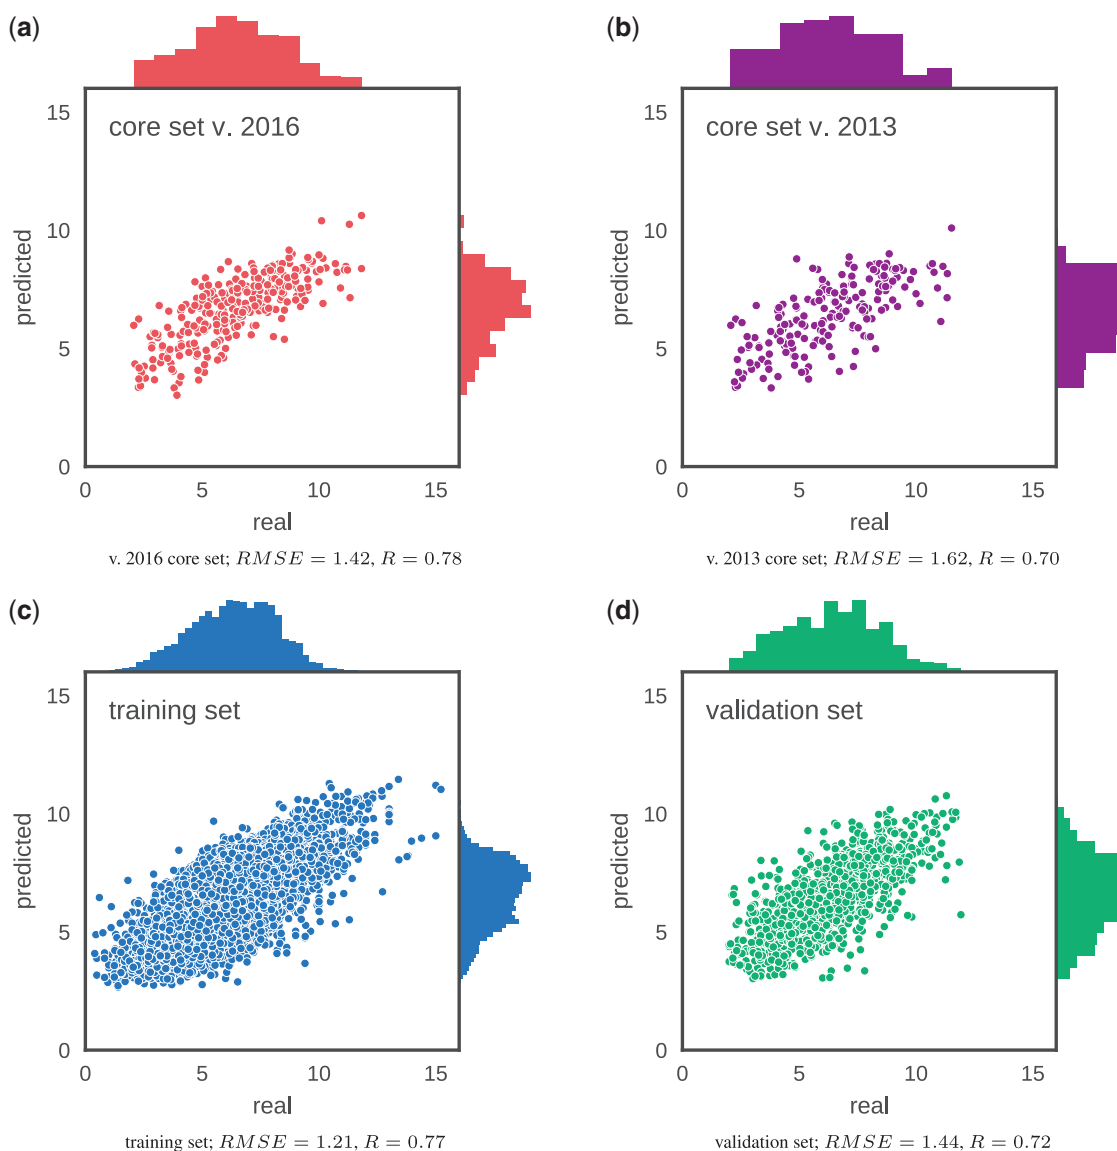 (a)
core set v. 2016
15
10
5
0
predicted
0 5 10 15
real
v. 2016 core set; RMSE = 1.42, R = 0.78
(b)
core set v. 2013
15
10
5
0
predicted
0 5 10 15
real
v. 2013 core set; RMSE = 1.62, R = 0.70
(c)
training set
15
10
5
0
predicted
0 5 10 15
real
training set; RMSE = 1.21, R = 0.77
(d)
validation set
15
10
5
0
predicted
0 5 10 15
real
validation set; RMSE = 1.44, R = 0.72